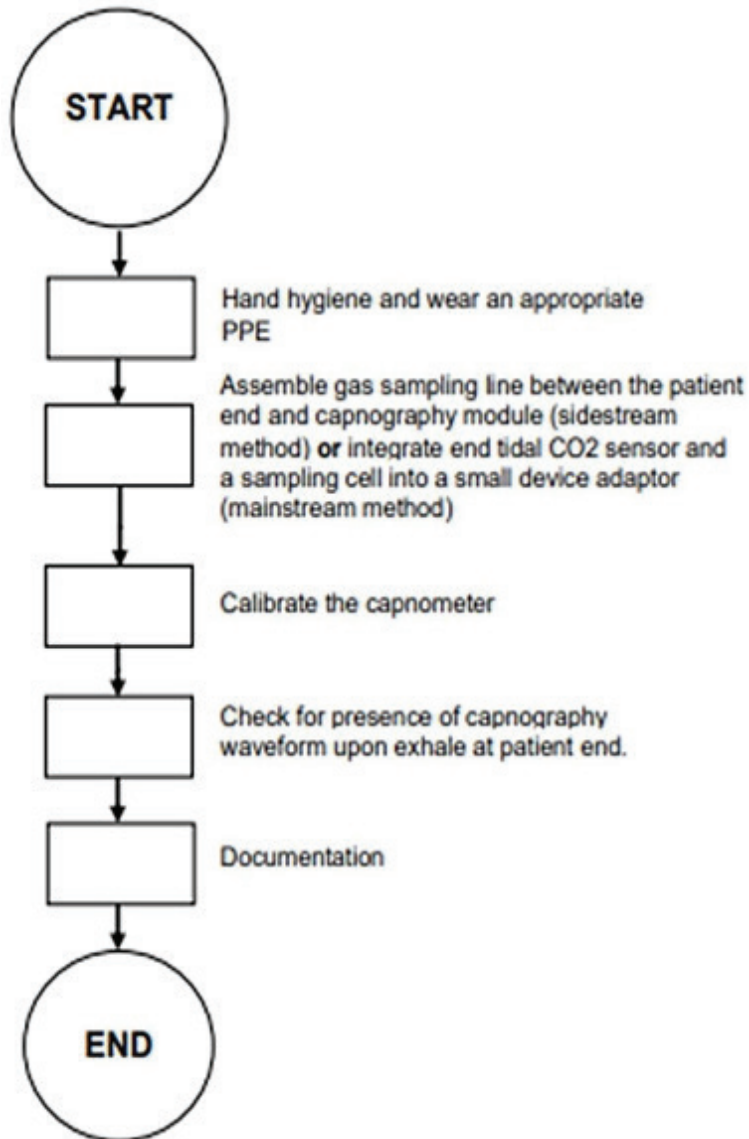 START
Hand hygiene and wear an appropriate
PPE
Assemble gas sampling line between the patient
end and capnography module (sidestream
method) or integrate end tidal CO2 sensor and
a sampling cell into a small device adaptor
(mainstream method)
Calibrate the capnometer
Check for presence of capnography
waveform upon exhale at patient end.
Documentation
END